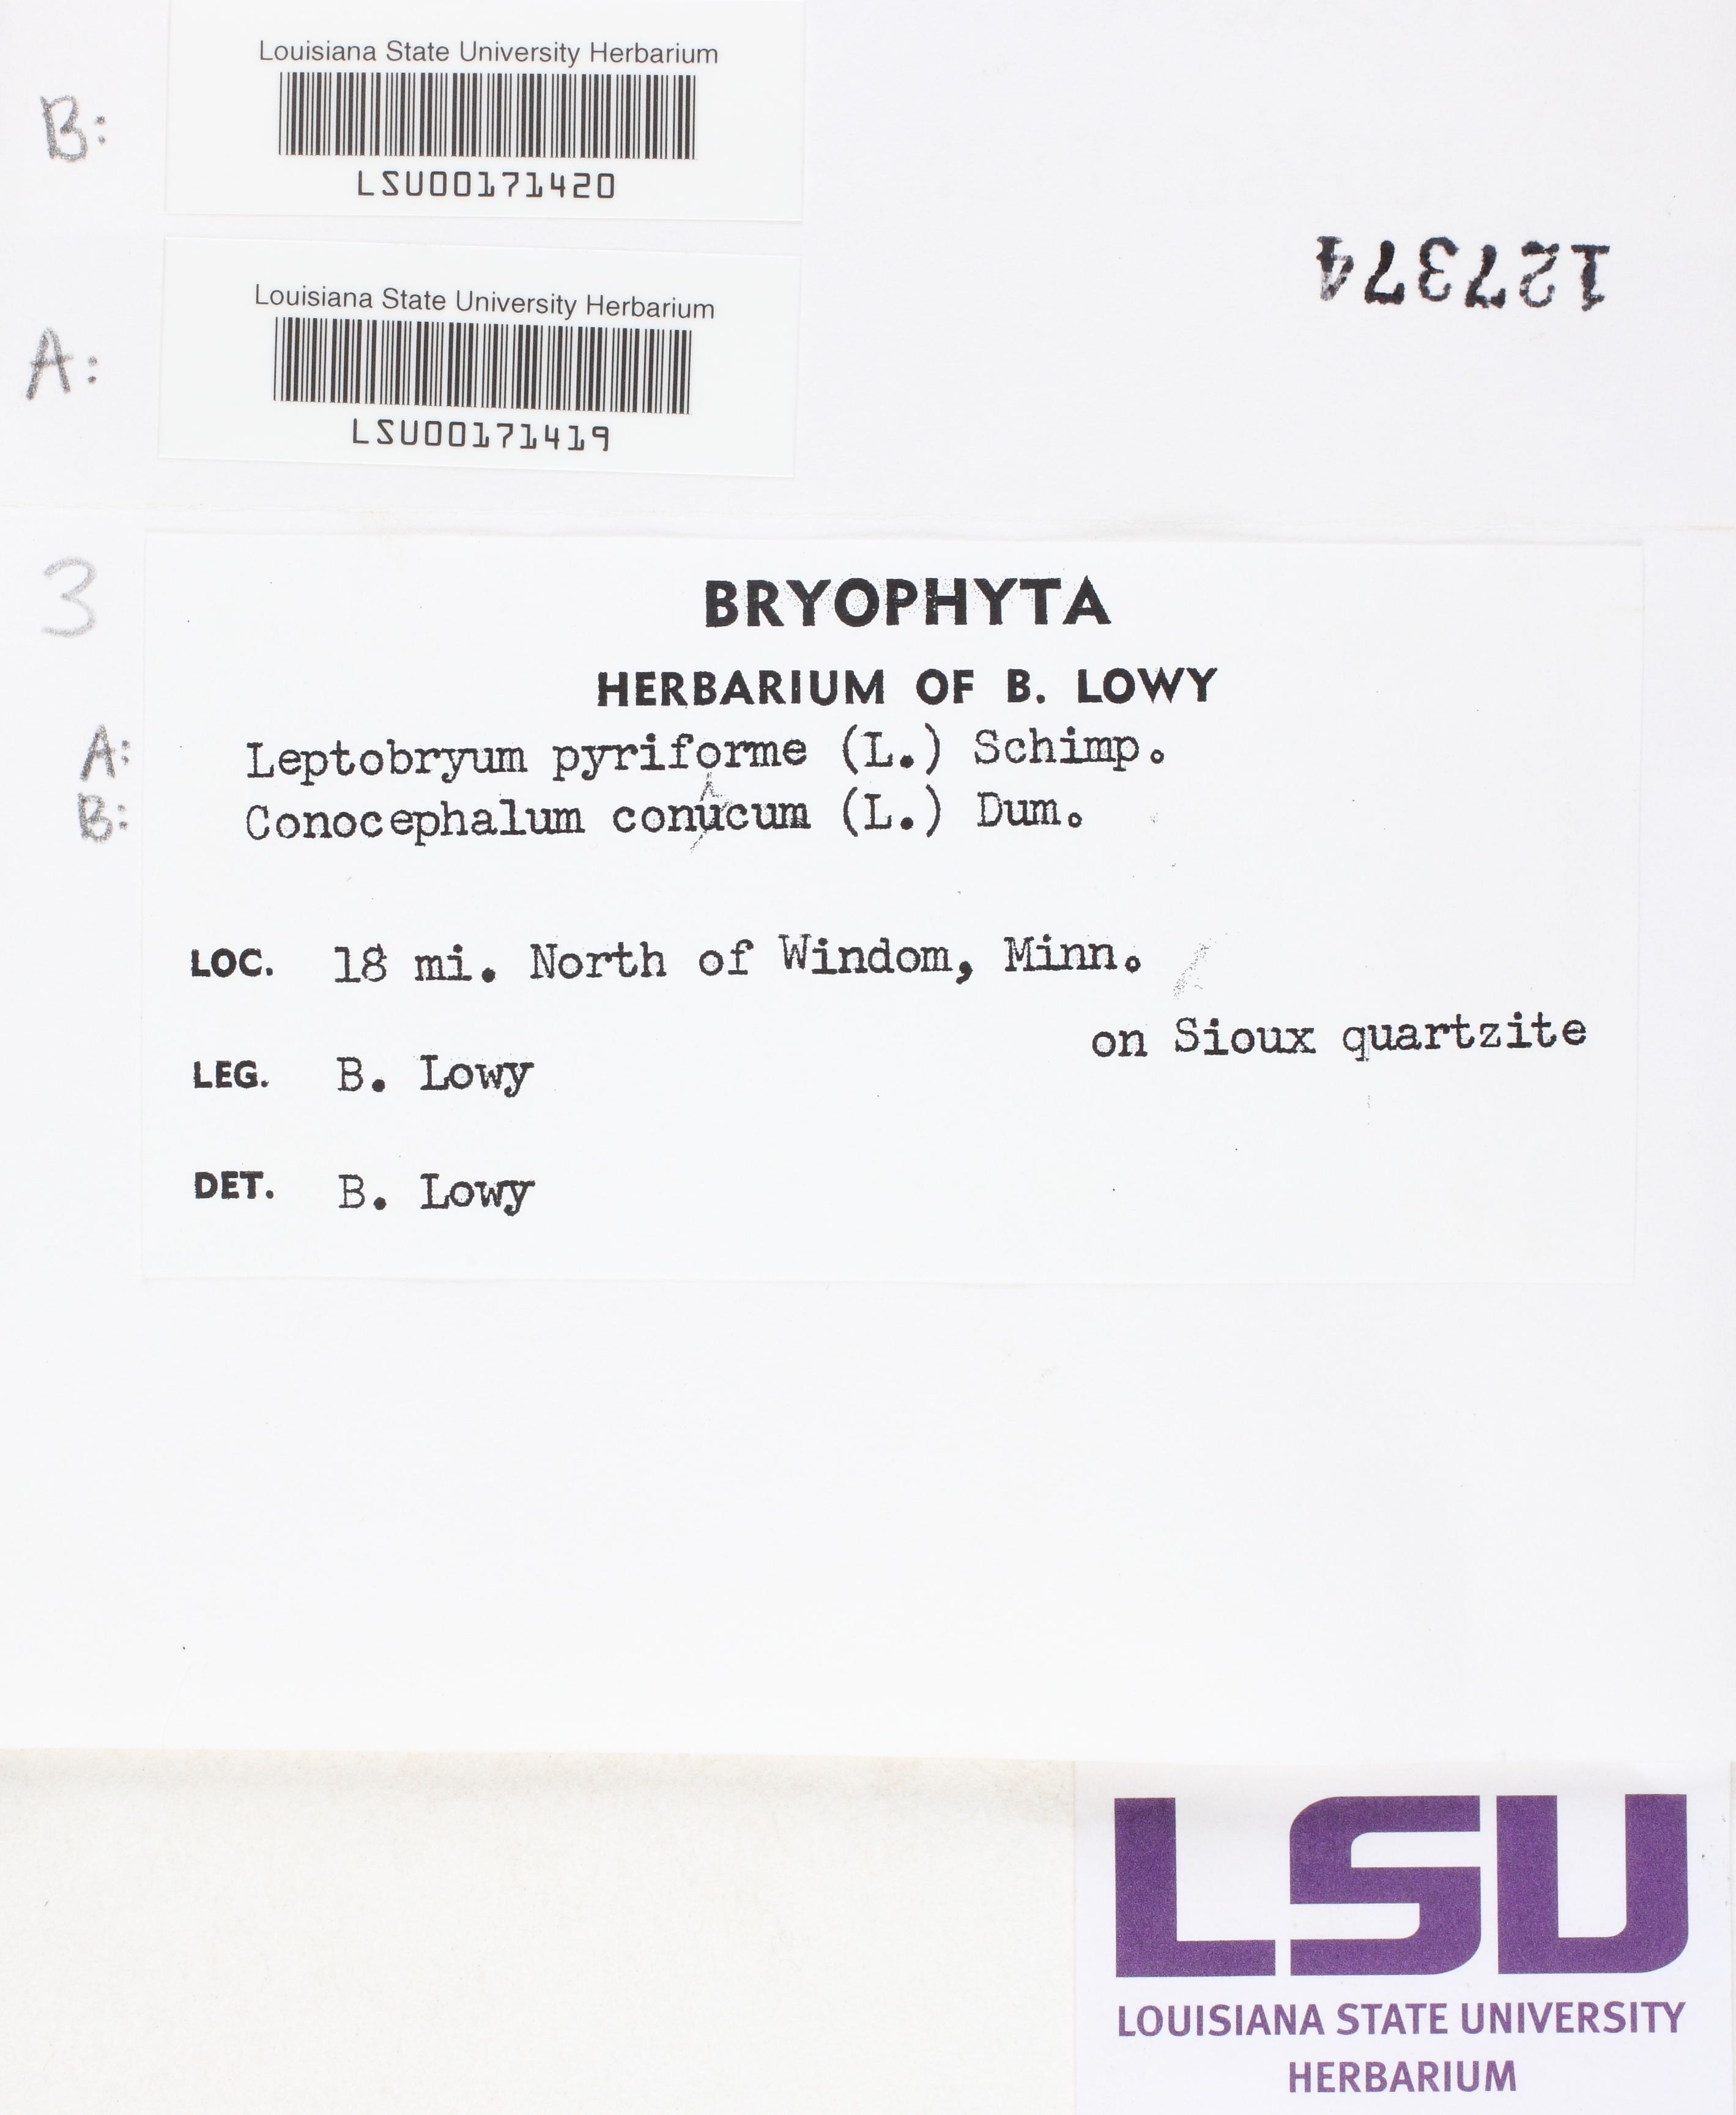 Louisiana State University Herbarium
B:
LSU00171420
127374
Louisiana State University Herbarium
A:
LSU00171419
3
BRYOPHYTA
HERBARIUM OF B. LOWY
A: Leptobryum pyriforme (L.) Schimp.
B: Conocephalum conicum (L.) Dum.
LOC. 18 mi. North of Windom, Minn.
on Sioux quartzite
LEG. B. Lowy
DET. B. Lowy
LSU
LOUISIANA STATE UNIVERSITY
HERBARIUM